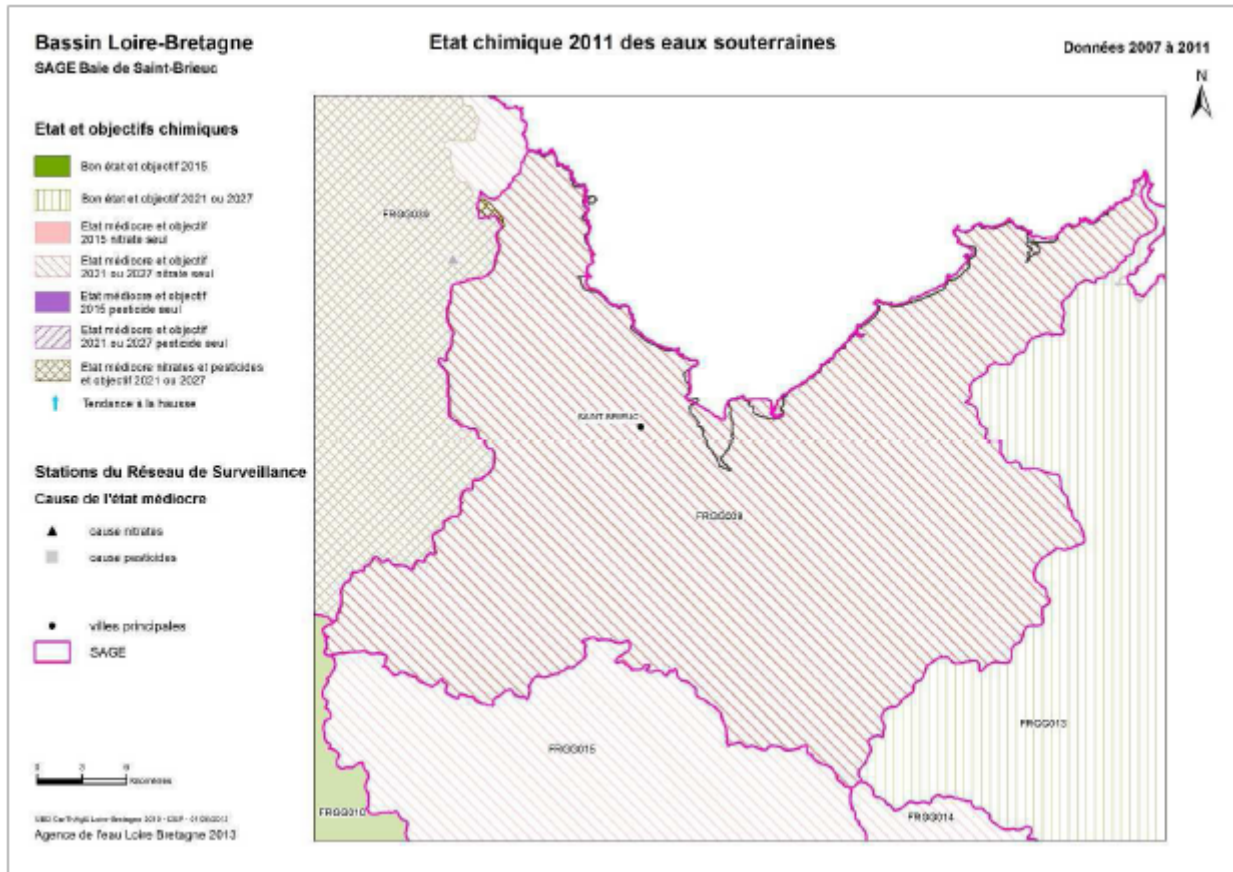 Bassin Loire-Bretagne
SAGE Baie de Saint-Brieuc
Etat chimique 2011 des eaux souterraines
Données 2007 à 2011
N
Etat et objectifs chimiques
Bon état et objectif 2015
Bon état et objectif 2021 ou 2027
Etat médiocre et objectif
2015 nitrate seul
Etat médiocre et objectif
2021 ou 2027 nitrate seul
Etat médiocre et objectif
2015 pesticide seul
Etat médiocre et objectif
2021 ou 2027 pesticide seul
Etat médiocre nitrates et pesticides
et objectif 2021 ou 2027
Tendance à la hausse
Stations du Réseau de Surveillance
Cause de l'état médiocre
cause nitrates
cause pesticides
villes principales
SAGE
0 3 6
Kilomètres
Agence de l'eau Loire Bretagne 2013
FRGG039
SAINT-BRIEUC
FRGG015
FRGG013
FRGG010
FRGG014